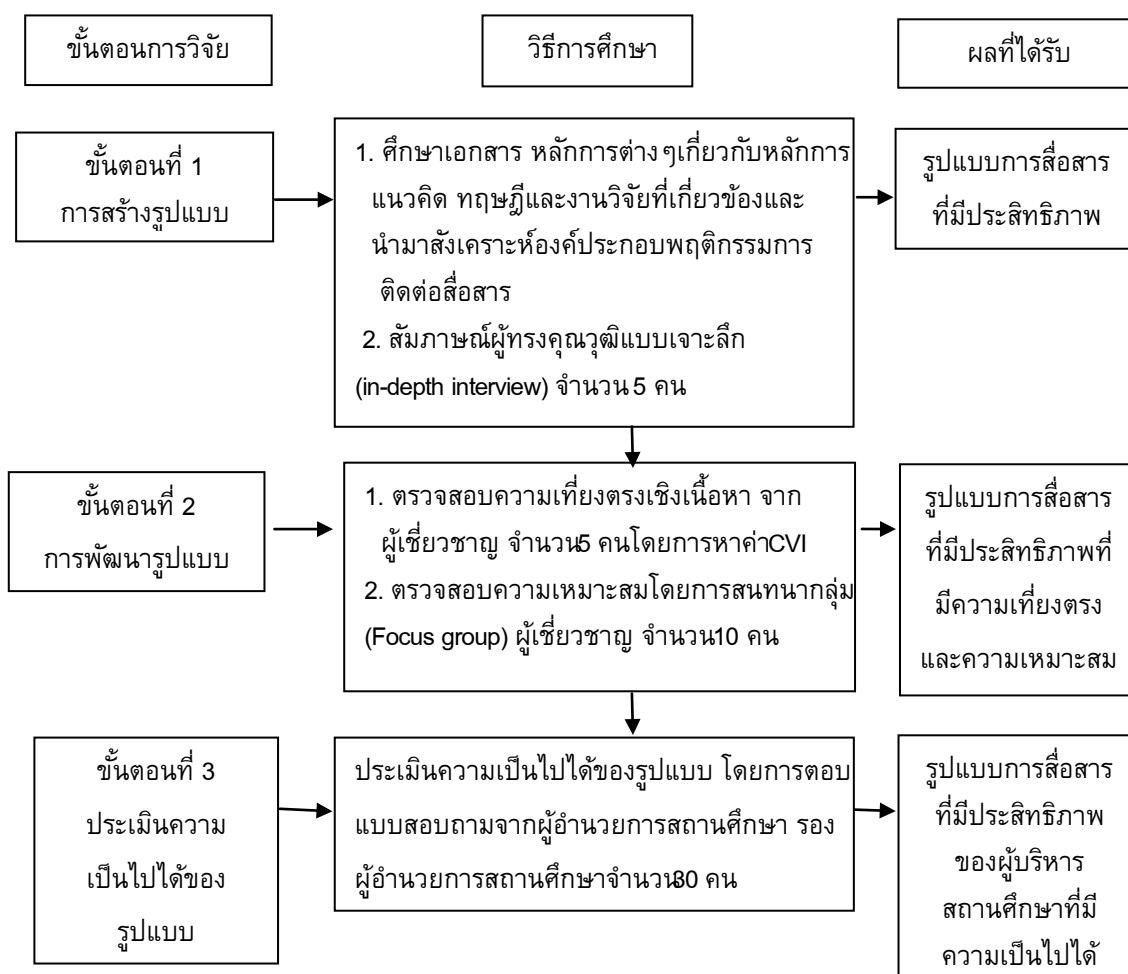 ขั้นตอนการวิจัย
วิธีการศึกษา
ผลที่ได้รับ
ขั้นตอนที่ 1
การสร้างรูปแบบ
1. ศึกษาเอกสาร หลักการต่างๆเกี่ยวกับหลักการ
แนวคิด ทฤษฎีและงานวิจัยที่เกี่ยวข้องและ
นำมาสังเคราะห์องค์ประกอบพฤติกรรมการ
ติดต่อสื่อสาร
2. สัมภาษณ์ผู้ทรงคุณวุฒิแบบเจาะลึก
(in-depth interview) จำนวน 5 คน
รูปแบบการสื่อสาร
ที่มีประสิทธิภาพ
ขั้นตอนที่ 2
การพัฒนารูปแบบ
1. ตรวจสอบความเที่ยงตรงเชิงเนื้อหา จาก
ผู้เชี่ยวชาญ จำนวน5 คนโดยการหาค่าCVI
2. ตรวจสอบความเหมาะสมโดยการสนทนากลุ่ม
(Focus group) ผู้เชี่ยวชาญ จำนวน10 คน
รูปแบบการสื่อสาร
ที่มีประสิทธิภาพที่
มีความเที่ยงตรง
และความเหมาะสม
ขั้นตอนที่ 3
ประเมินความ
เป็นไปได้ของ
รูปแบบ
ประเมินความเป็นไปได้ของรูปแบบ โดยการตอบ
แบบสอบถามจากผู้อำนวยการสถานศึกษา รอง
ผู้อำนวยการสถานศึกษาจำนวน30 คน
รูปแบบการสื่อสาร
ที่มีประสิทธิภาพ
ของผู้บริหาร
สถานศึกษาที่มี
ความเป็นไปได้